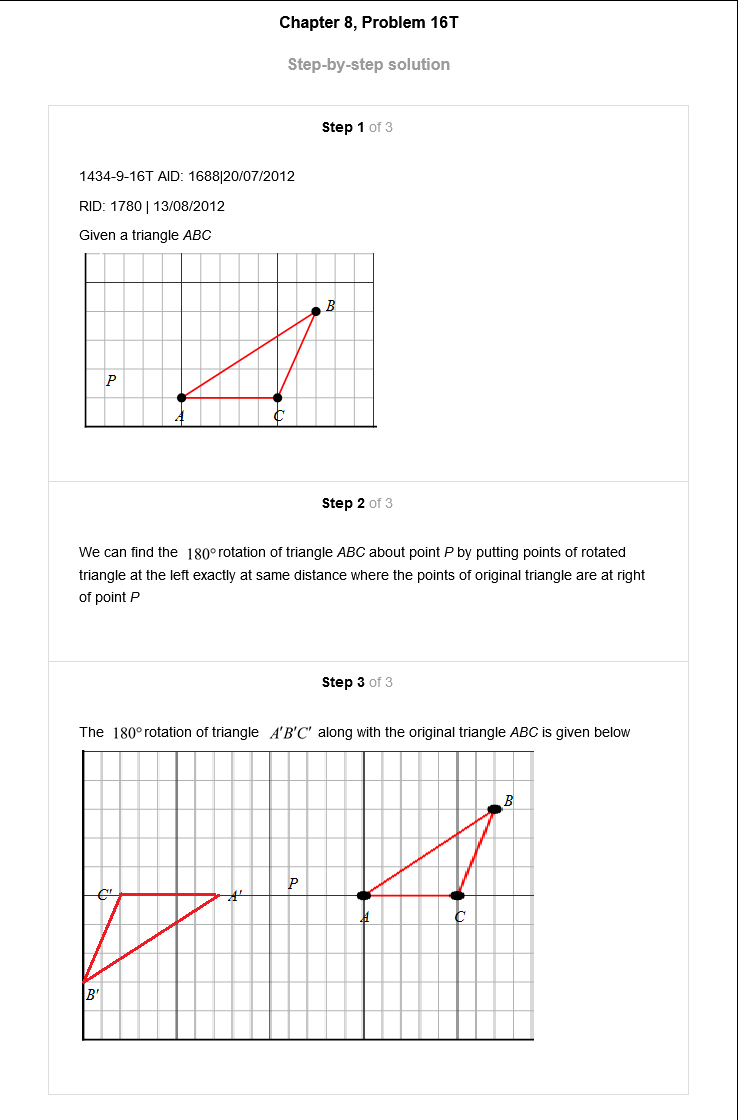 Chapter 8, Problem 16T
Step-by-step solution
Step 1 of 3
1434-9-16T AID: 1688|20/07/2012
RID: 1780 | 13/08/2012
Given a triangle ABC
B
P
A
C
Step 2 of 3
We can find the 180° rotation of triangle ABC about point P by putting points of rotated
triangle at the left exactly at same distance where the points of original triangle are at right
of point P
Step 3 of 3
The 180° rotation of triangle A'B'C' along with the original triangle ABC is given below
B
P
C'
A'
A
C
B'